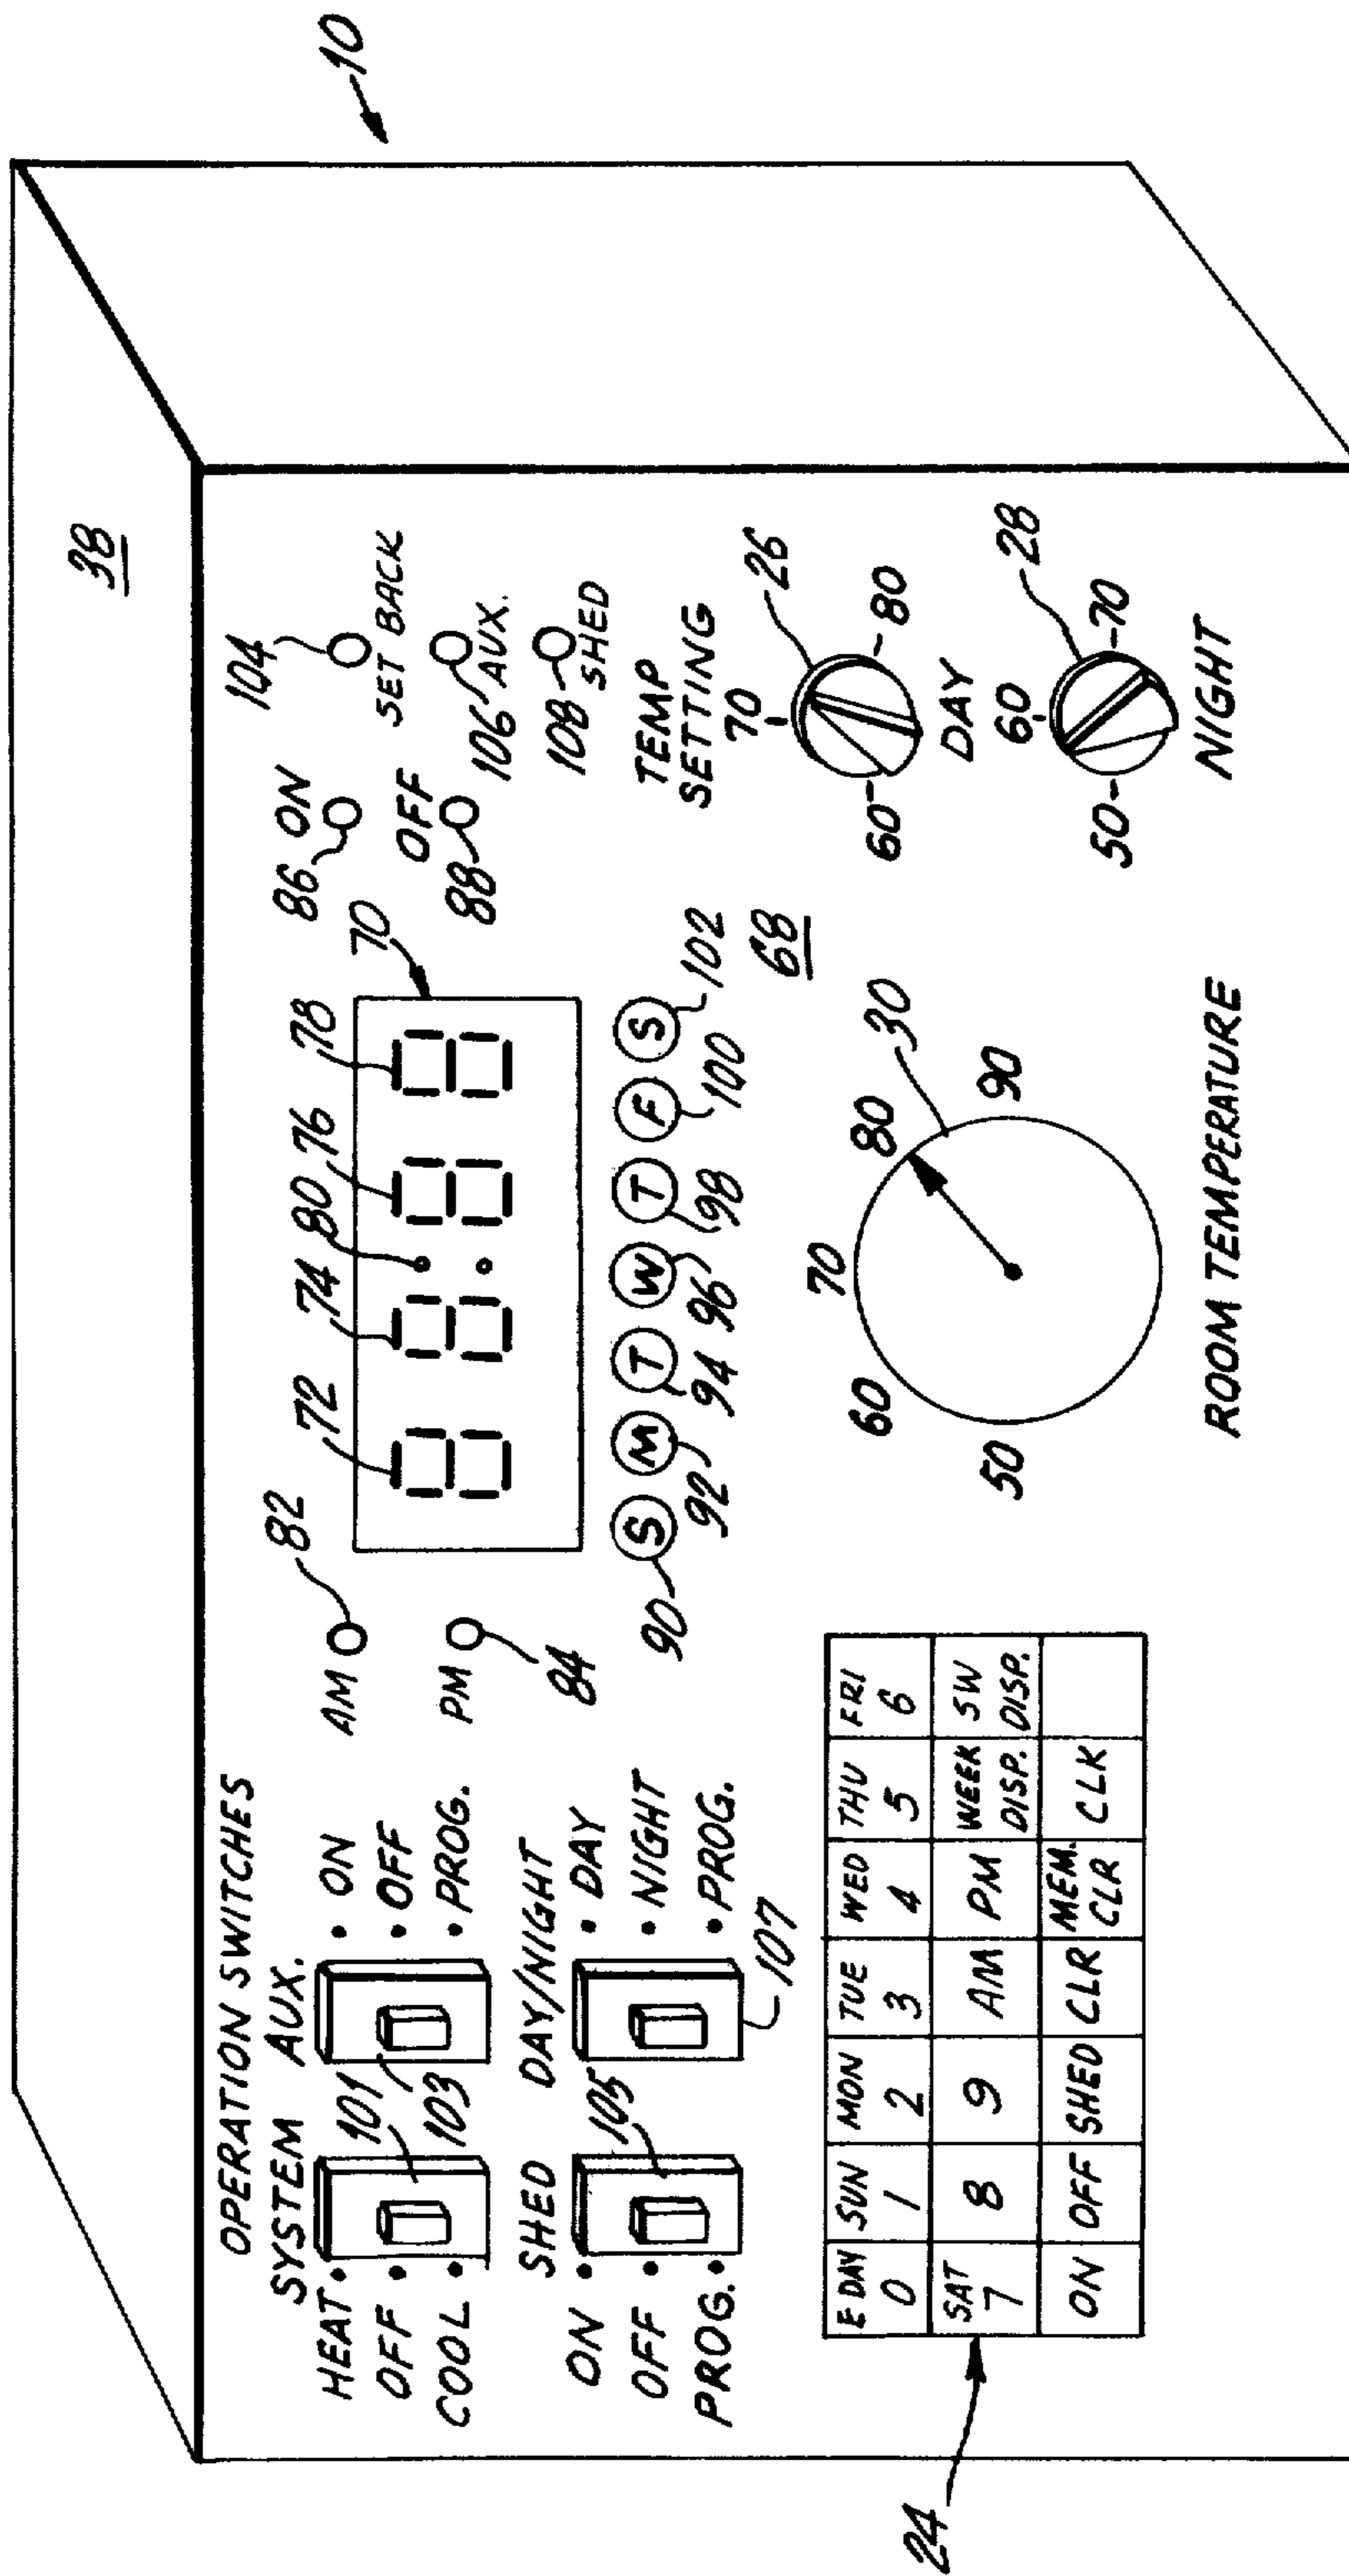 10
38
OPERATION SWITCHES
SYSTEM AUX.
HEAT • • ON
OFF • • OFF
COOL • • PROG.
101
103
SHED DAY/NIGHT
ON • • DAY
OFF • • NIGHT
PROG. • • PROG.
105
107
AM
82
PM
84
72
74
80
76
78
70
86
ON
OFF
88
104
SET BACK
106
AUX.
108
SHED
S M T W T F S
90
92
94
96
98
100
102
68
TEMP
SETTING
70
60
80
26
DAY
60
50
70
28
NIGHT
50
60
70
80
90
30
ROOM TEMPERATURE
E DAY SUN MON TUE WED THU FRI
0 1 2 3 4 5 6
SAT WEEK SW
7 8 9 AM PM DISP. DISP.
ON OFF SHED CLR MEM. CLR CLK
24